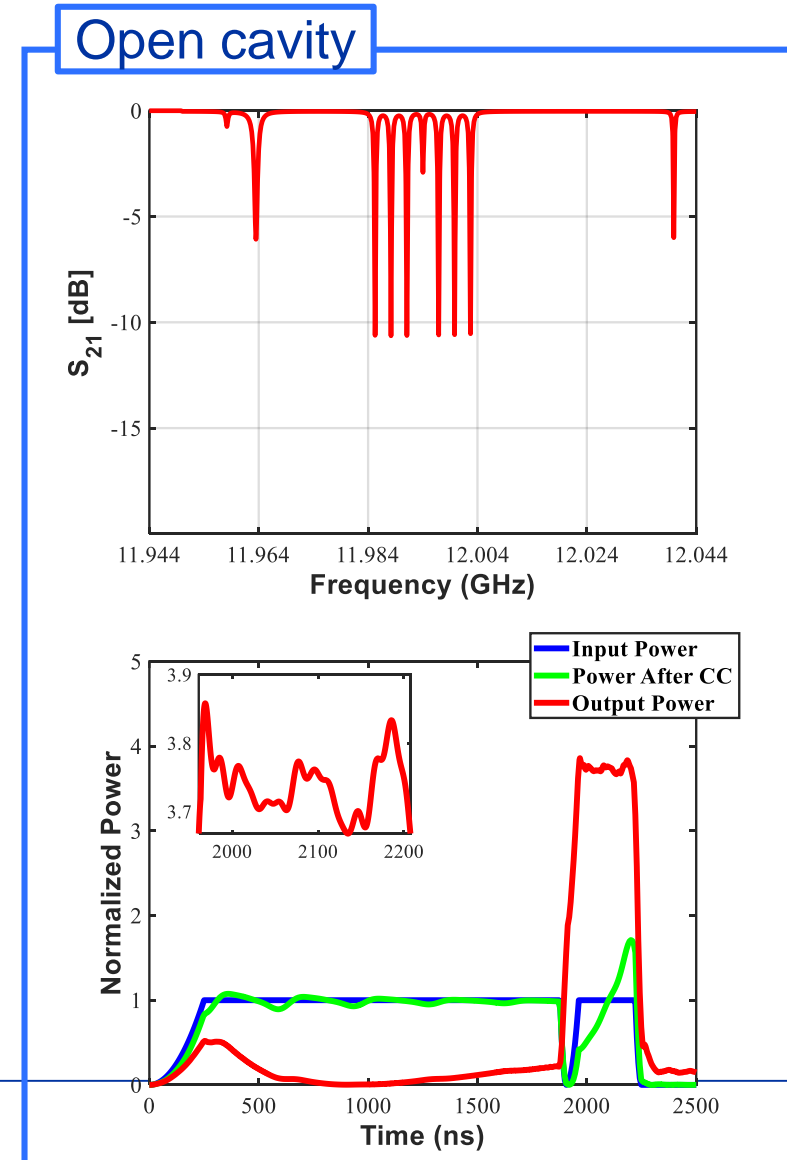 Open cavity
0
-5
-10
-15
S21 [dB]
11.944 11.964 11.984 12.004 12.024 12.044
Frequency (GHz)
Input Power
Power After CC
Output Power
5
4
3
2
1
0
Normalized Power
3.9
3.8
3.7
2000 2100 2200
0 500 1000 1500 2000 2500
Time (ns)